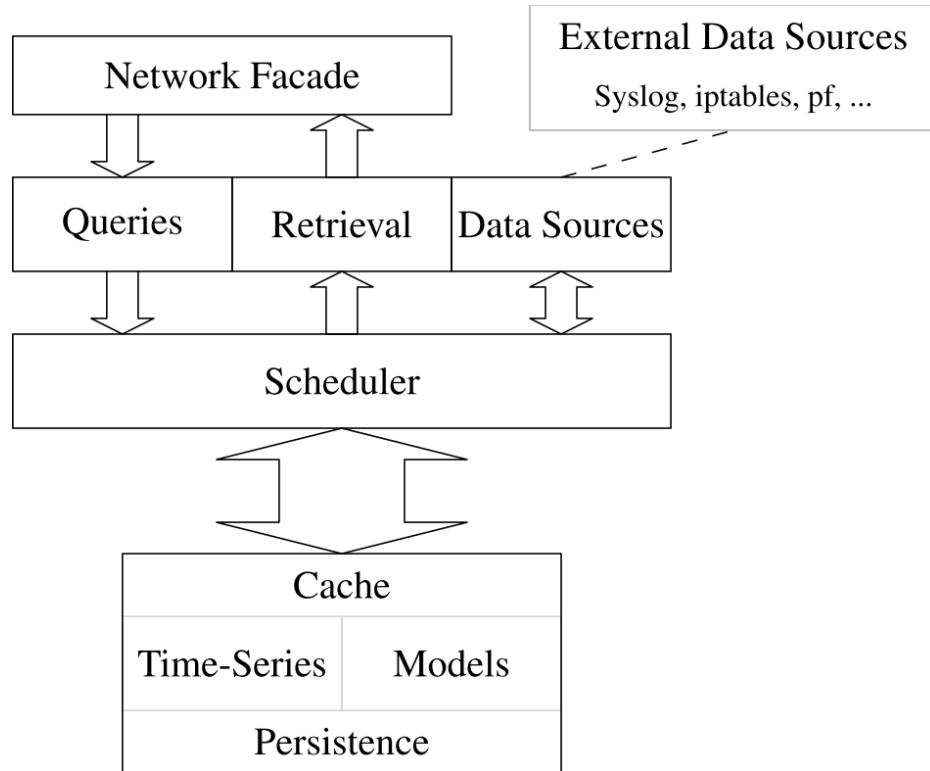 External Data Sources
Syslog, iptables, pf, ...
Network Facade
Queries
Retrieval
Data Sources
Scheduler
Cache
Time-Series
Models
Persistence